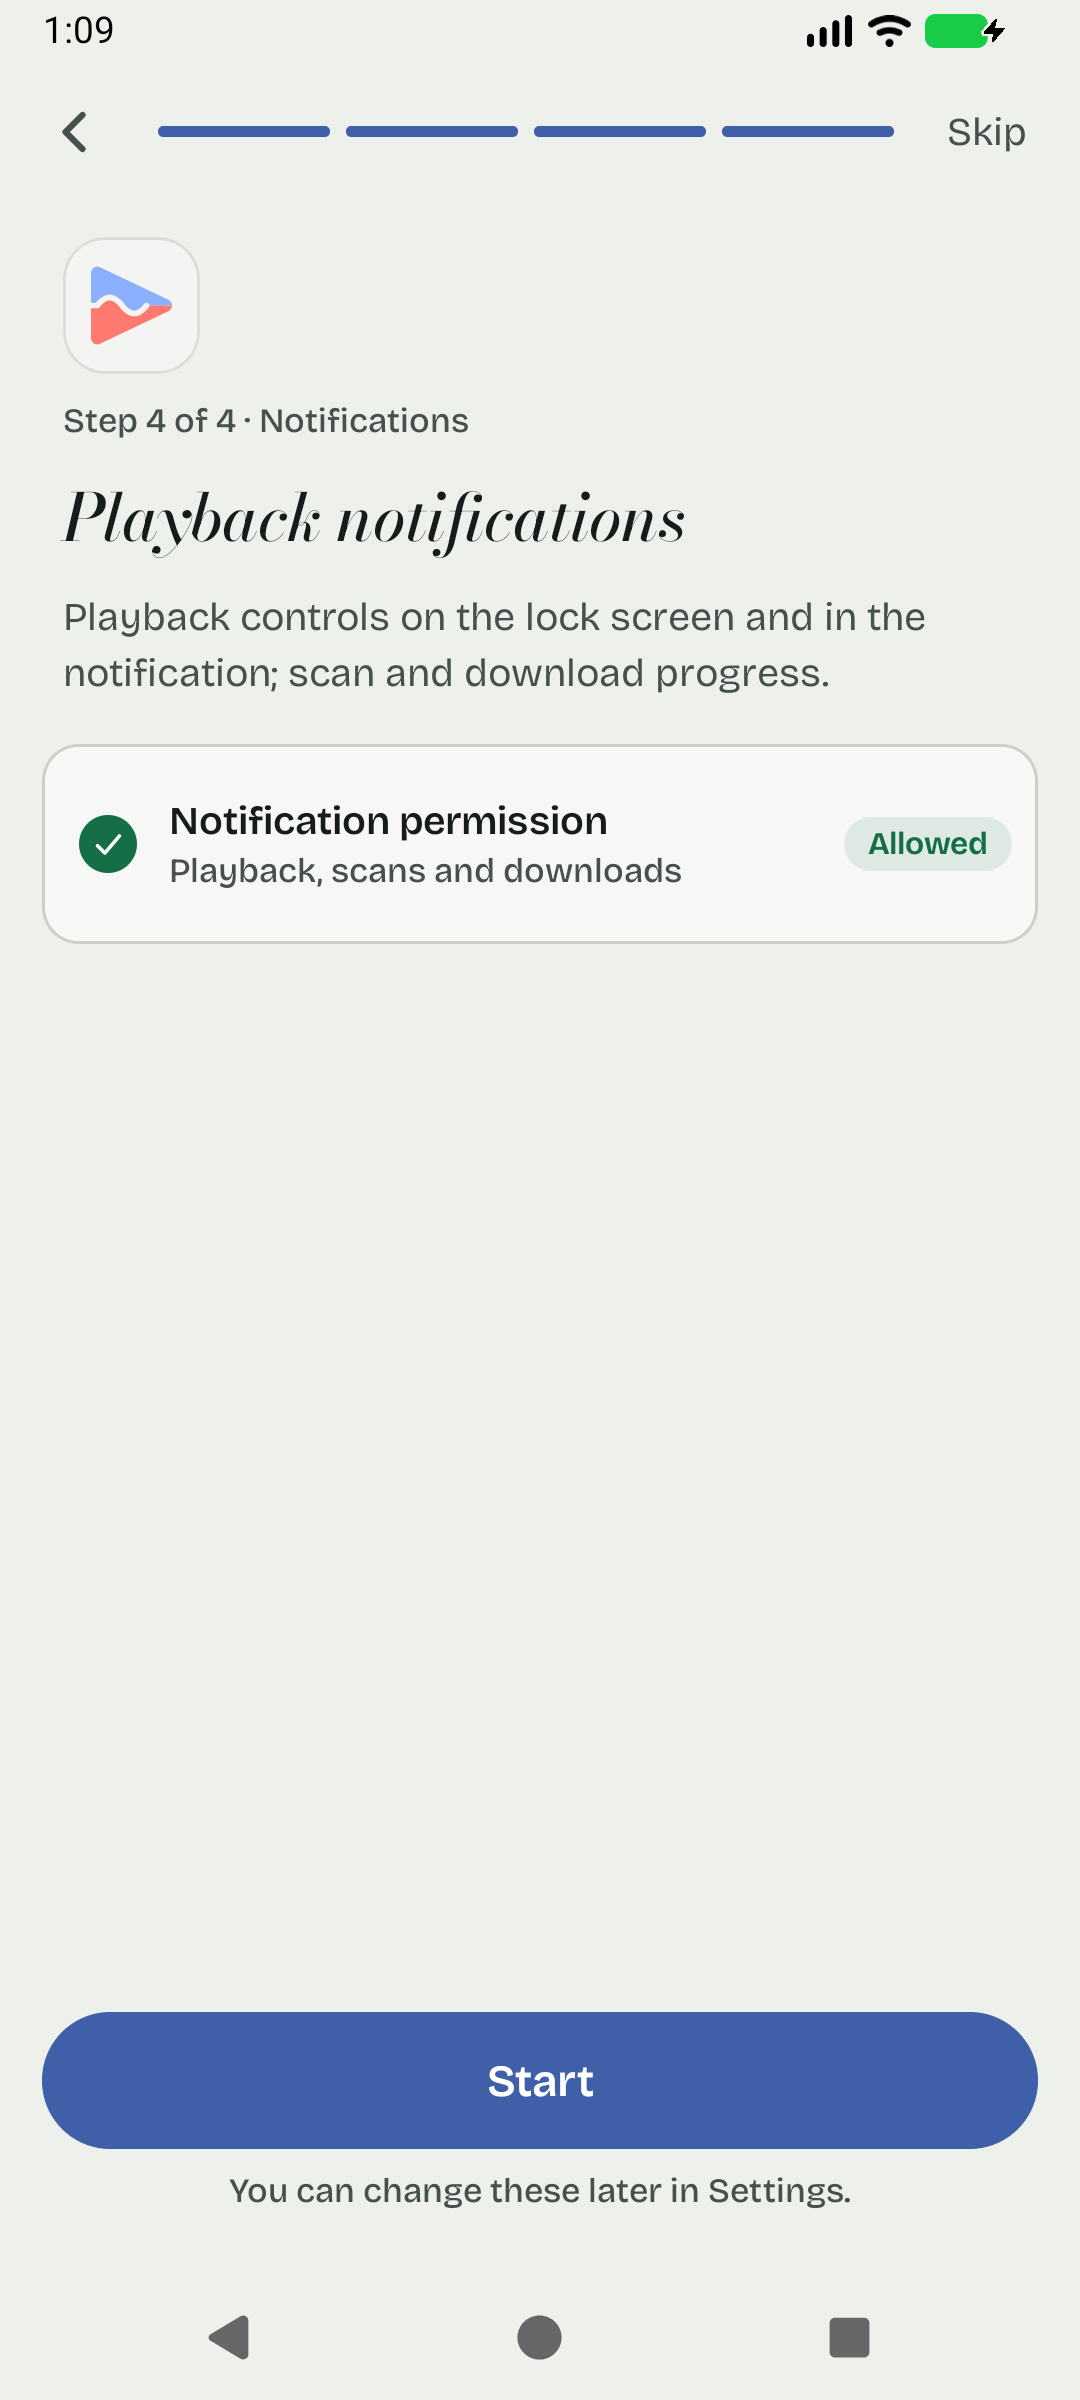 1:09
Skip
Step 4 of 4 · Notifications
Playback notifications
Playback controls on the lock screen and in the
notification; scan and download progress.
Notification permission
Playback, scans and downloads
Allowed
Start
You can change these later in Settings.